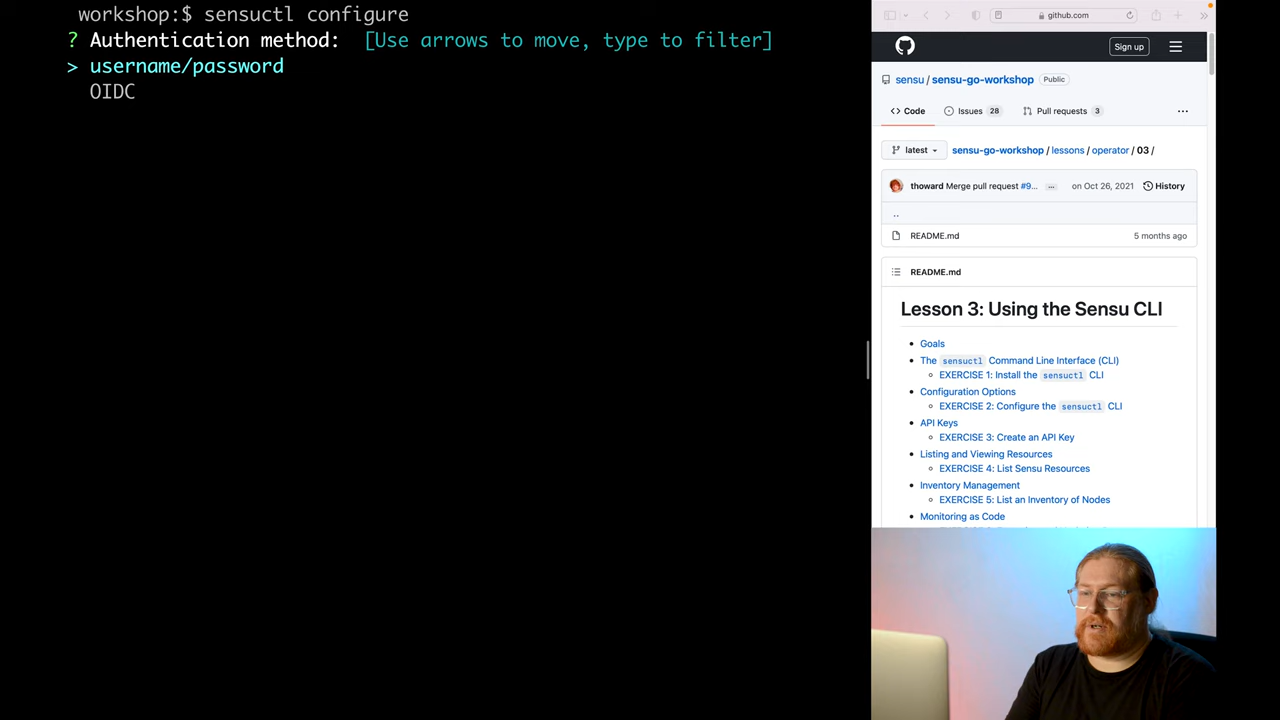 workshop:$ sensuctl configure
? Authentication method: [Use arrows to move, type to filter]
> username/password
OIDC
github.com
Sign up
sensu / sensu-go-workshop Public
Code Issues 28 Pull requests 3 ...
latest sensu-go-workshop / lessons / operator / 03 /
thoward Merge pull request #9... ... on Oct 26, 2021 History
..
README.md 5 months ago
README.md
Lesson 3: Using the Sensu CLI
Goals
The sensuctl Command Line Interface (CLI)
EXERCISE 1: Install the sensuctl CLI
Configuration Options
EXERCISE 2: Configure the sensuctl CLI
API Keys
EXERCISE 3: Create an API Key
Listing and Viewing Resources
EXERCISE 4: List Sensu Resources
Inventory Management
EXERCISE 5: List an Inventory of Nodes
Monitoring as Code